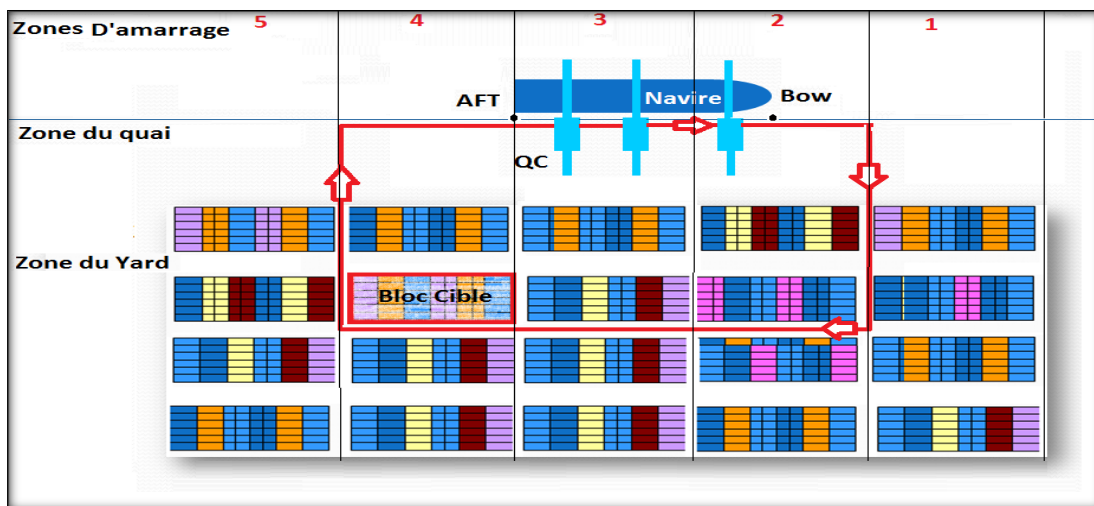 Zones D'amarrage
5 4 3 2 1
AFT Navire Bow
Zone du quai
QC
Zone du Yard
Bloc Cible